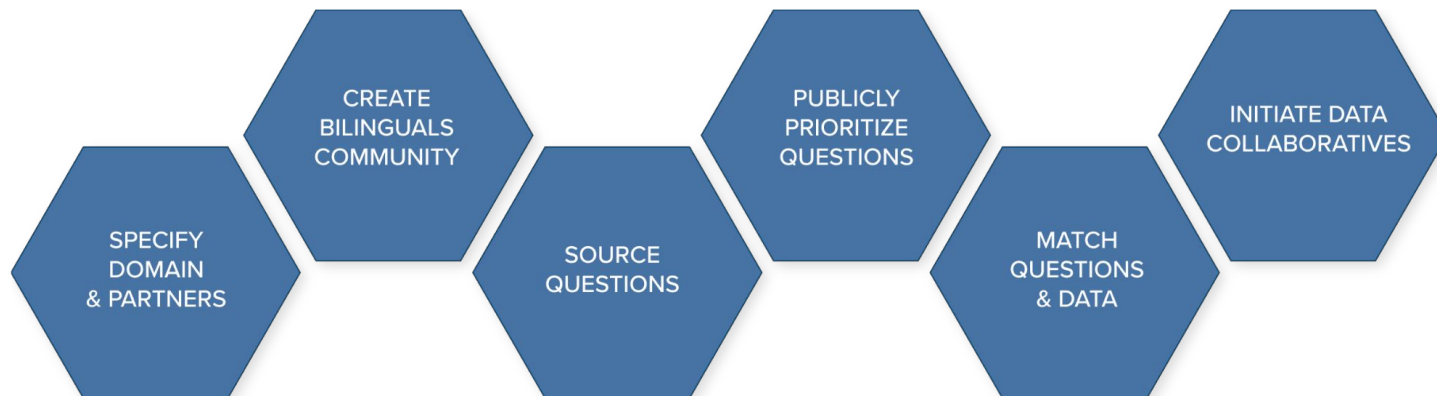 SPECIFY
DOMAIN
& PARTNERS
CREATE
BILINGUALS
COMMUNITY
SOURCE
QUESTIONS
PUBLICLY
PRIORITIZE
QUESTIONS
MATCH
QUESTIONS
& DATA
INITIATE DATA
COLLABORATIVES